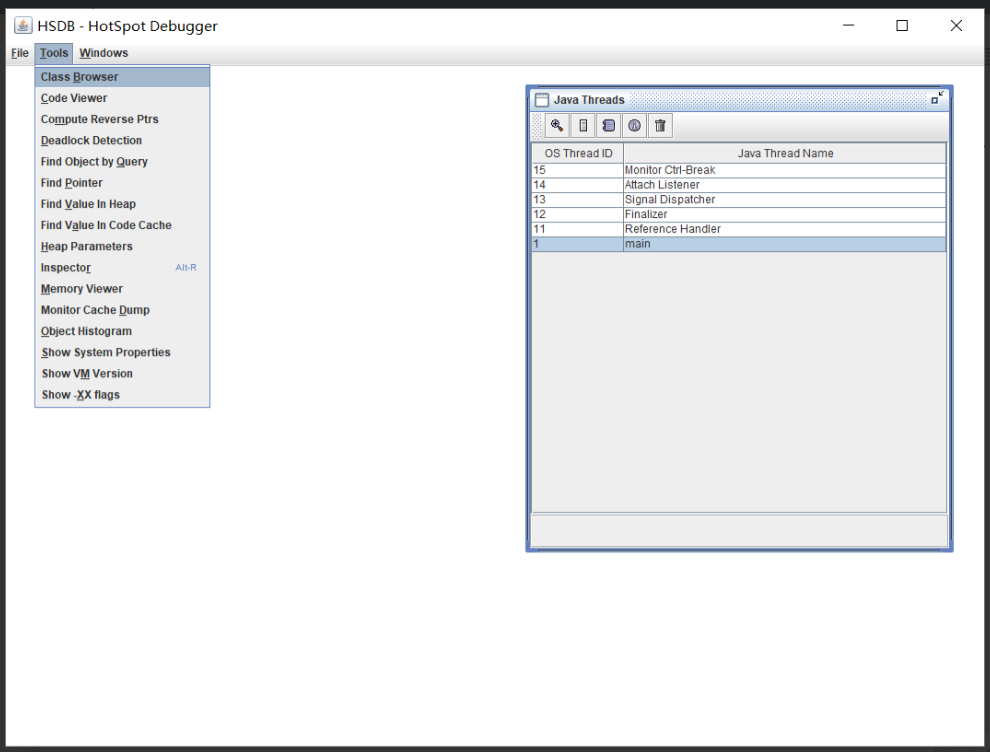 HSDB - HotSpot Debugger
File Tools Windows
Class Browser
Code Viewer
Compute Reverse Ptrs
Deadlock Detection
Find Object by Query
Find Pointer
Find Value In Heap
Find Value In Code Cache
Heap Parameters
Inspector Alt-R
Memory Viewer
Monitor Cache Dump
Object Histogram
Show System Properties
Show VM Version
Show -XX flags
Java Threads
OS Thread ID Java Thread Name
15 Monitor Ctrl-Break
14 Attach Listener
13 Signal Dispatcher
12 Finalizer
11 Reference Handler
1 main